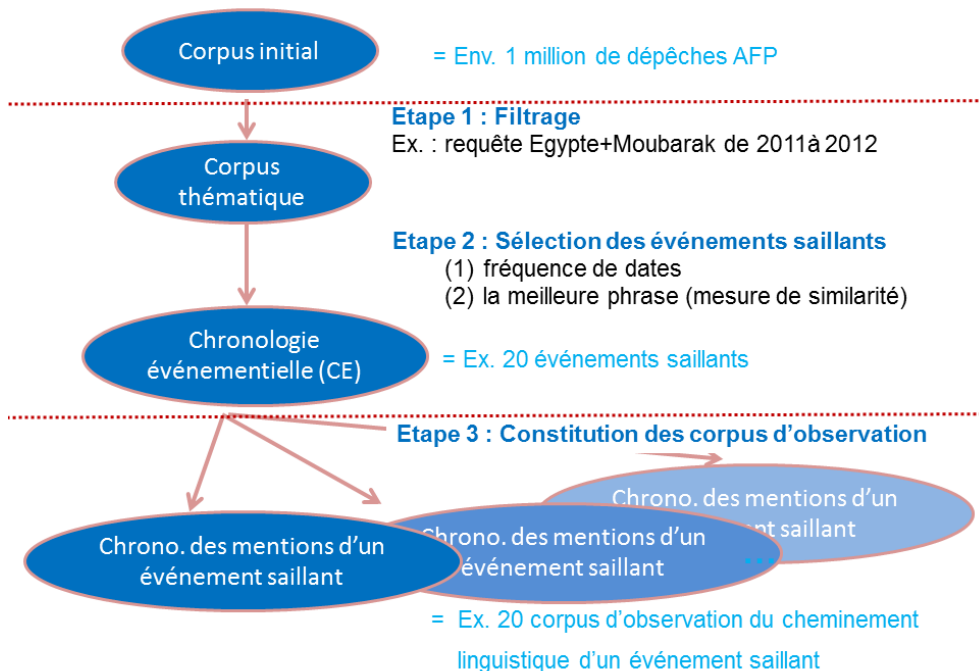 Corpus initial
= Env. 1 million de dépêches AFP
Etape 1 : Filtrage
Ex. : requête Egypte+Moubarak de 2011à 2012
Corpus
thématique
Etape 2 : Sélection des événements saillants
(1) fréquence de dates
(2) la meilleure phrase (mesure de similarité)
Chronologie
événementielle (CE)
= Ex. 20 événements saillants
Etape 3 : Constitution des corpus d’observation
Chrono. des mentions d’un
événement saillant
Chrono. des mentions d’un
événement saillant
...
Chrono. des mentions d’un
ent saillant
= Ex. 20 corpus d’observation du cheminement
linguistique d’un événement saillant